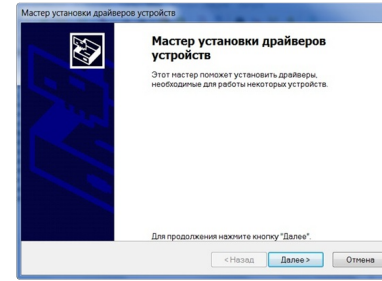 Мастер установки драйверов устройств
Мастер установки драйверов
устройств
Этот мастер поможет установить драйверы,
необходимые для работы некоторых устройств.
Для продолжения нажмите кнопку "Далее".
< Назад Далее > Отмена